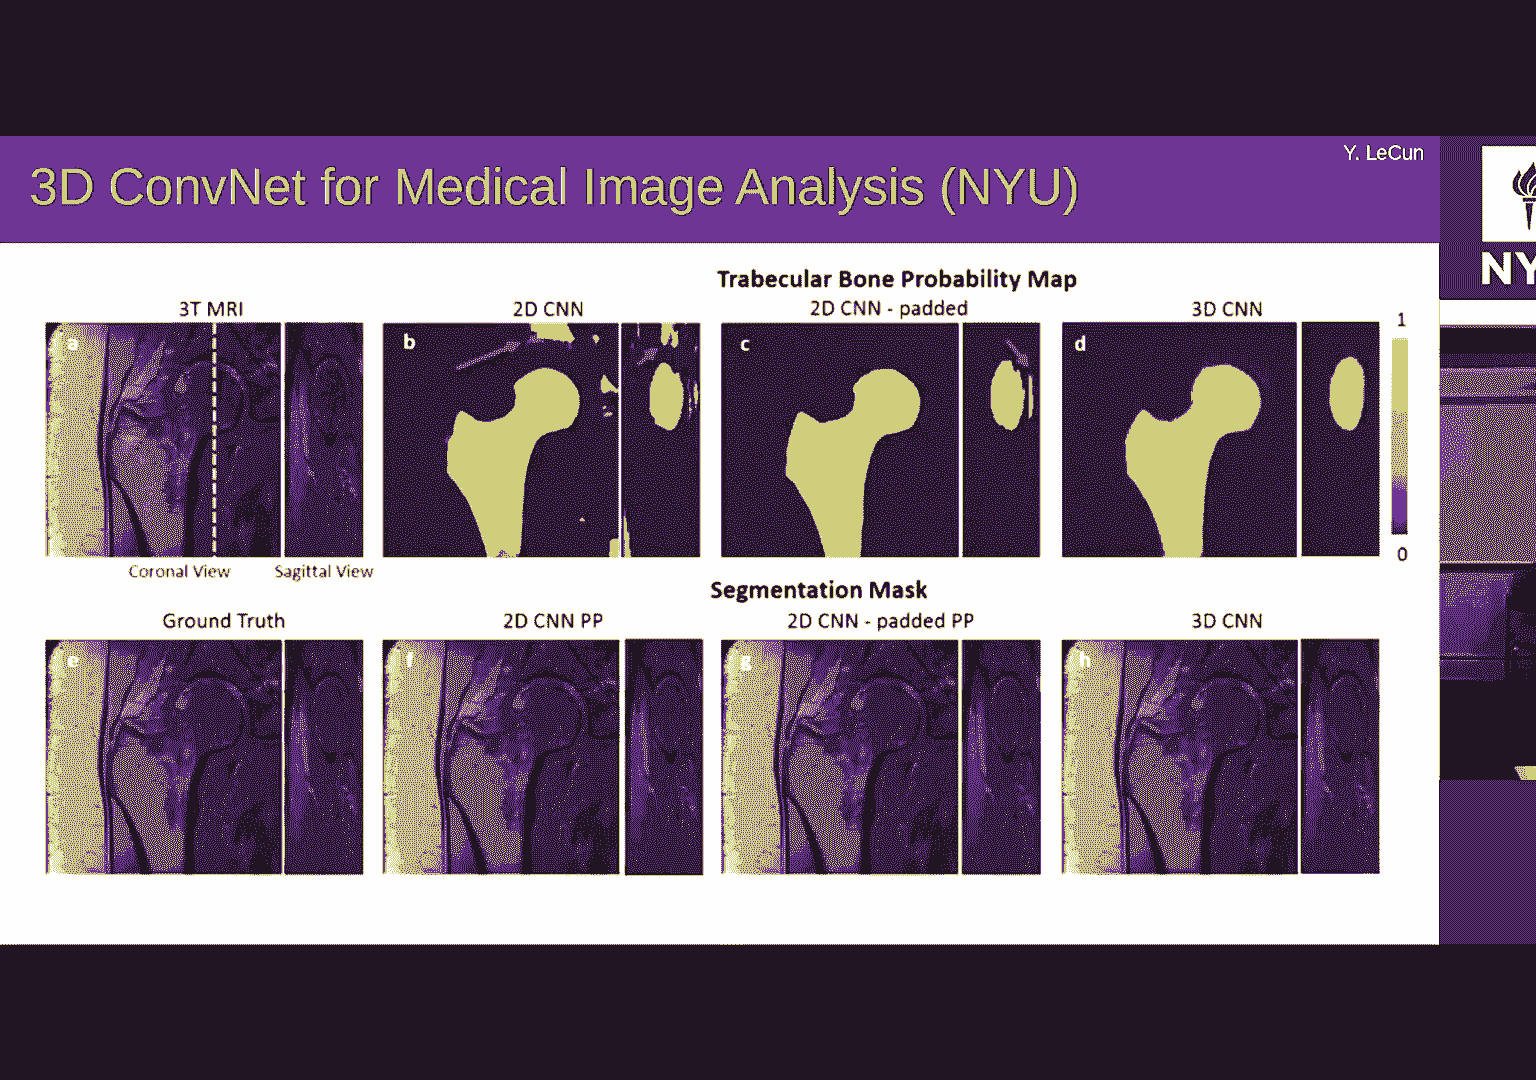 Y. LeCun
3D ConvNet for Medical Image Analysis (NYU)
Trabecular Bone Probability Map
3T MRI
2D CNN
2D CNN - padded
3D CNN
a
b
c
d
1
0
Coronal View
Sagittal View
Segmentation Mask
Ground Truth
2D CNN PP
2D CNN - padded PP
3D CNN
e
f
g
h
NY